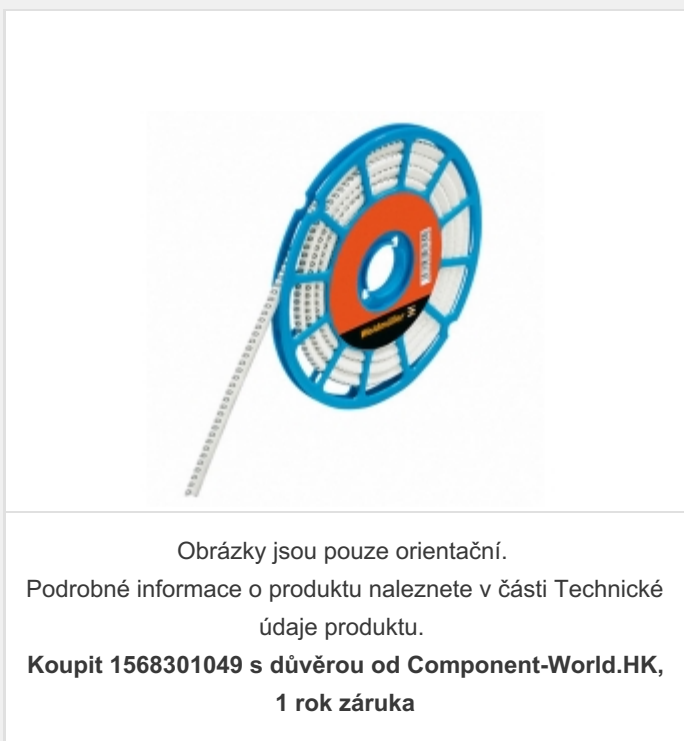 Weidmüller
Obrázky jsou pouze orientační.
Podrobné informace o produktu naleznete v části Technické
údaje produktu.
Koupit 1568301049 s důvěrou od Component-World.HK,
1 rok záruka